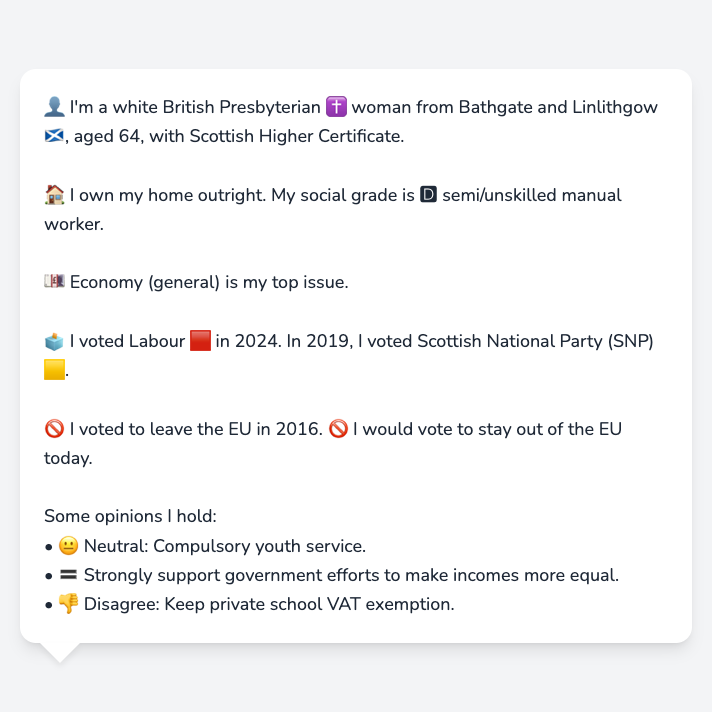 👤 I'm a white British Presbyterian ✝️ woman from Bathgate and Linlithgow
🏴󠁧󠁢󠁳󠁣󠁴󠁿, aged 64, with Scottish Higher Certificate.
🏠 I own my home outright. My social grade is 🅳 semi/unskilled manual
worker.
💷 Economy (general) is my top issue.
🗳️ I voted Labour 🟥 in 2024. In 2019, I voted Scottish National Party (SNP)
🟨.
🚫 I voted to leave the EU in 2016. 🚫 I would vote to stay out of the EU
today.
Some opinions I hold:
• 😐 Neutral: Compulsory youth service.
• 🟰 Strongly support government efforts to make incomes more equal.
• 👎 Disagree: Keep private school VAT exemption.